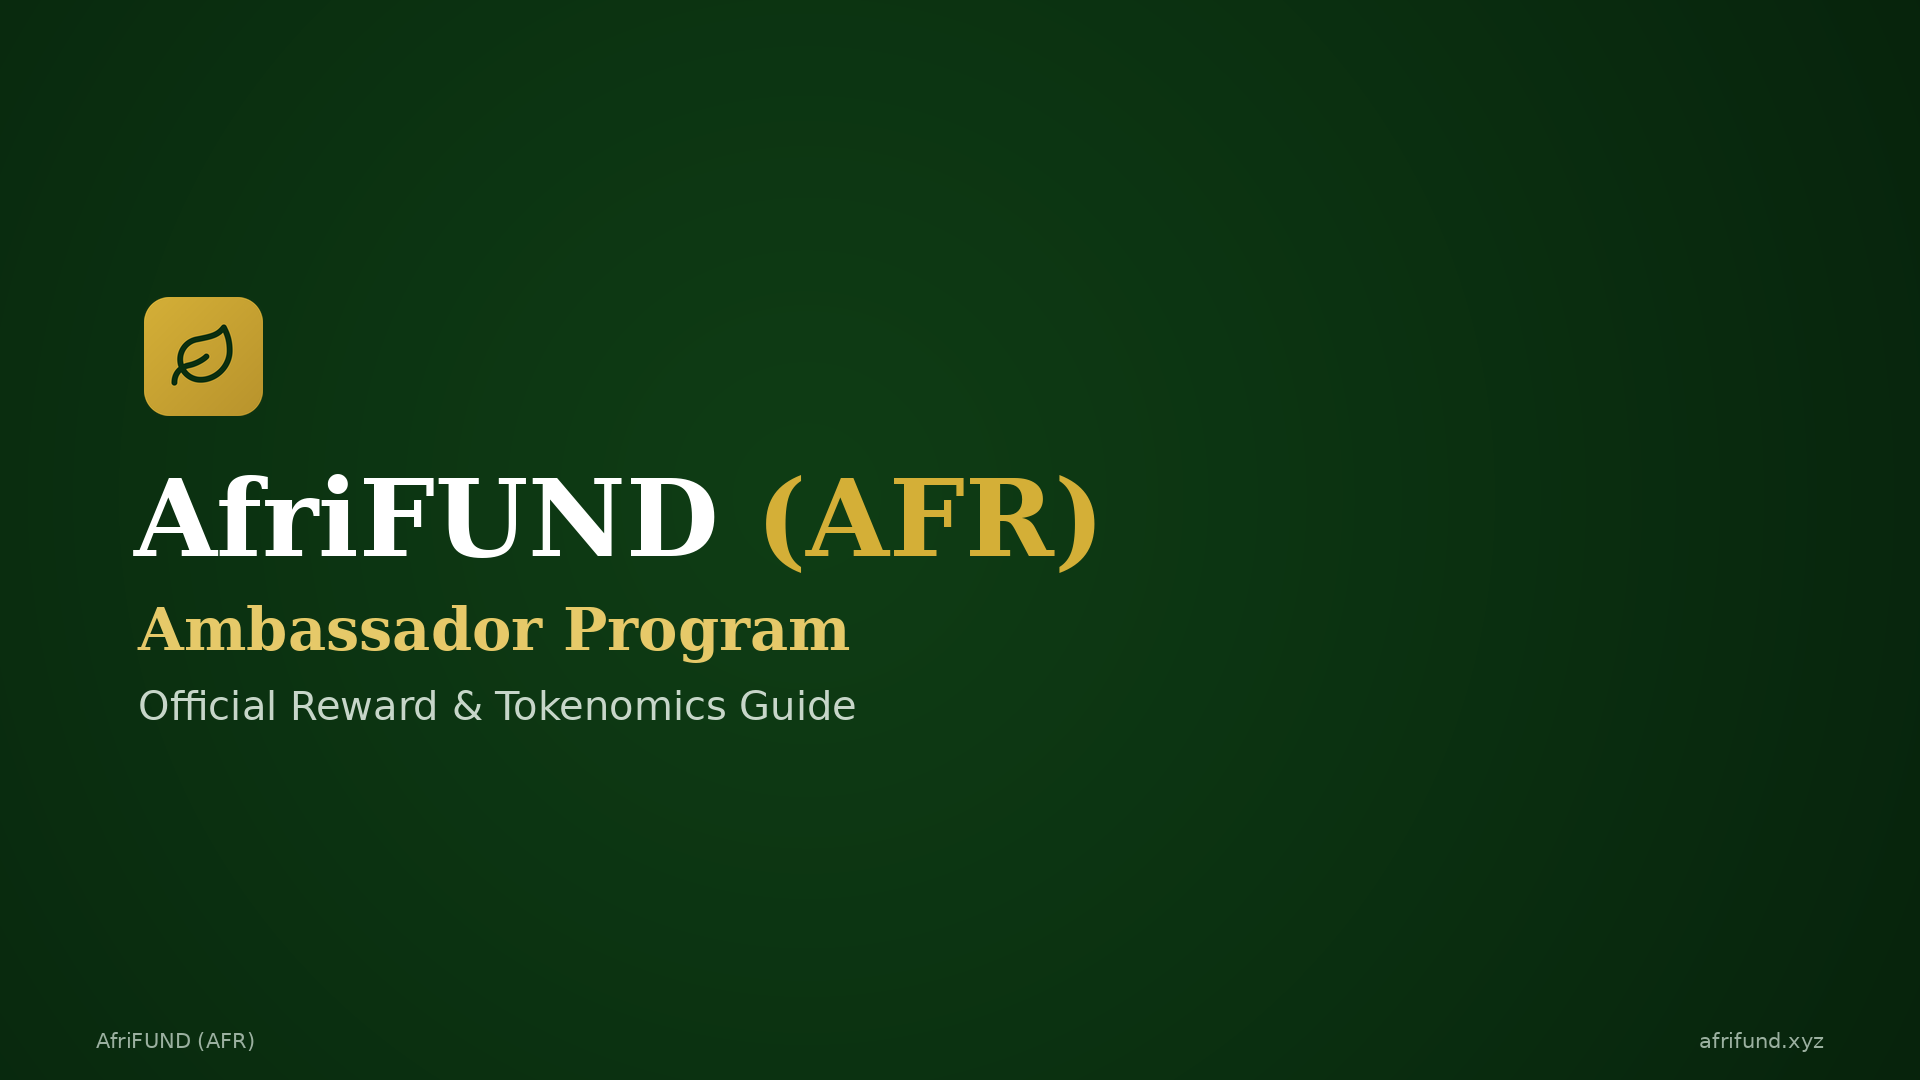 AfriFUND (AFR)
Ambassador Program
Official Reward & Tokenomics Guide
AfriFUND (AFR)
afrifund.xyz